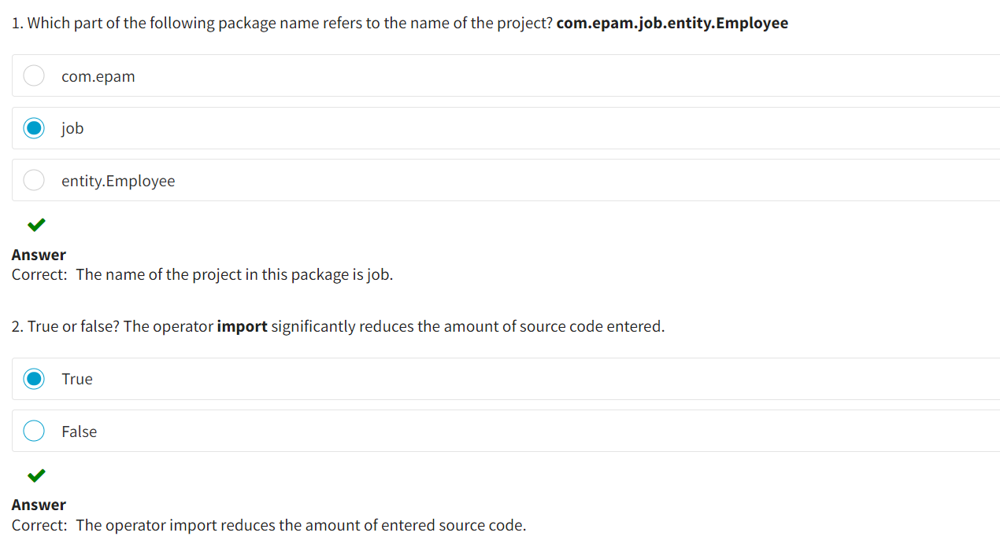 1. Which part of the following package name refers to the name of the project? com.epam.job.entity.Employee
com.epam
job
entity.Employee
Answer
Correct: The name of the project in this package is job.
2. True or false? The operator import significantly reduces the amount of source code entered.
True
False
Answer
Correct: The operator import reduces the amount of entered source code.